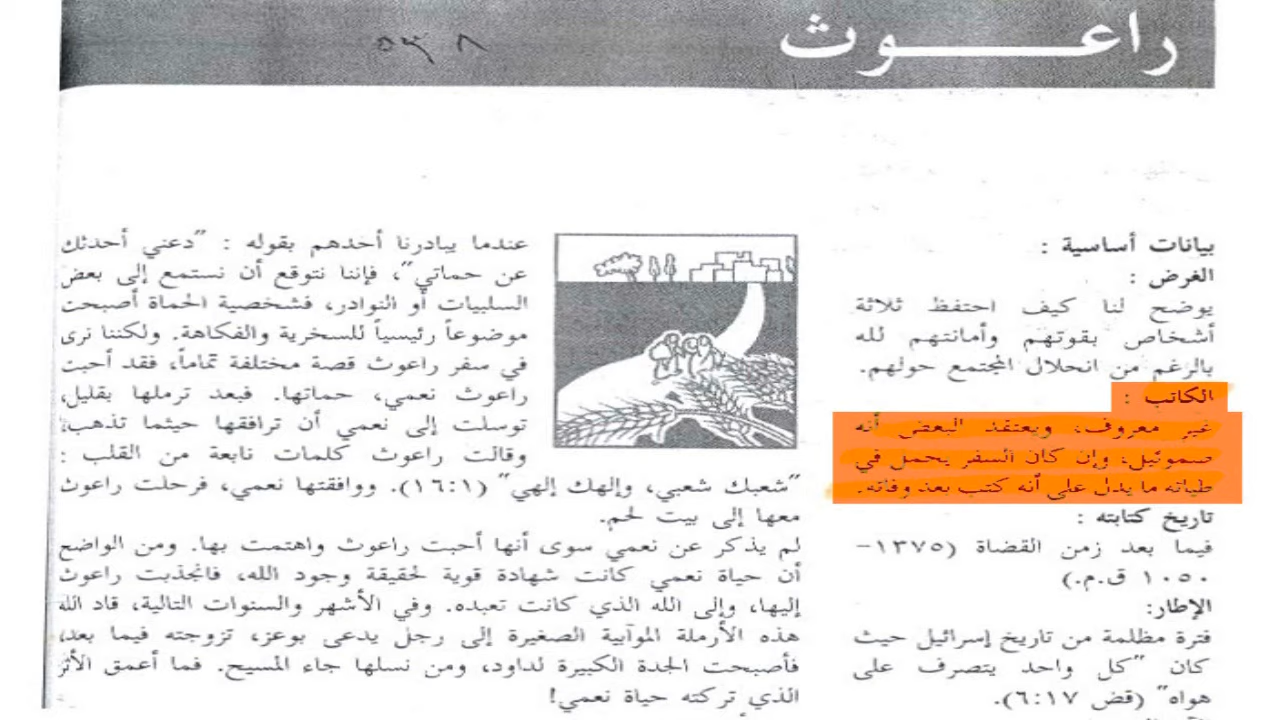 راعــوث
٥٣٨
بيانات أساسية :
الغرض :
يوضح لنا كيف احتفظ ثلاثة
أشخاص بقوتهم وأمانتهم لله
بالرغم من انحلال المجتمع حولهم.
الكاتب :
غير معروف، ويعتقد البعض أنه
صموئيل، وإن كان السفر يحمل في
طياته ما يدل على أنه كتب بعد وفاته.
تاريخ كتابته :
فيما بعد زمن القضاة (١٣٧٥–
١٠٥٠ ق.م.)
الإطار:
فترة مظلمة من تاريخ إسرائيل حيث
كان "كل واحد يتصرف على
هواه" (قض ٦:١٧).
عندما يبادرنا أحدهم بقوله : "دعني أحدثك
عن حماتي"، فإننا نتوقع أن نستمع إلى بعض
السلبيات أو النوادر، فشخصية الحماة أصبحت
موضوعاً رئيسياً للسخرية والفكاهة. ولكننا نرى
في سفر راعوث قصة مختلفة تماماً، فقد أحبت
راعوث نعمي، حماتها. فبعد ترملها بقليل،
توسلت إلى نعمي أن ترافقها حيثما تذهب،
وقالت راعوث كلمات نابعة من القلب :
"شعبك شعبي، وإلهك إلهي" (١٦:١). ووافقتها نعمي، فرحلت راعوث
معها إلى بيت لحم.
لم يذكر عن نعمي سوى أنها أحبت راعوث واهتمت بها. ومن الواضح
أن حياة نعمي كانت شهادة قوية لحقيقة وجود الله، فانجذبت راعوث
إليها، وإلى الله الذي كانت تعبده. وفي الأشهر والسنوات التالية، قاد الله
هذه الأرملة الموآبية الصغيرة إلى رجل يدعى بوعز، تزوجته فيما بعد،
فأصبحت الجدة الكبيرة لداود، ومن نسلها جاء المسيح. فما أعمق الأثر
الذي تركته حياة نعمي!